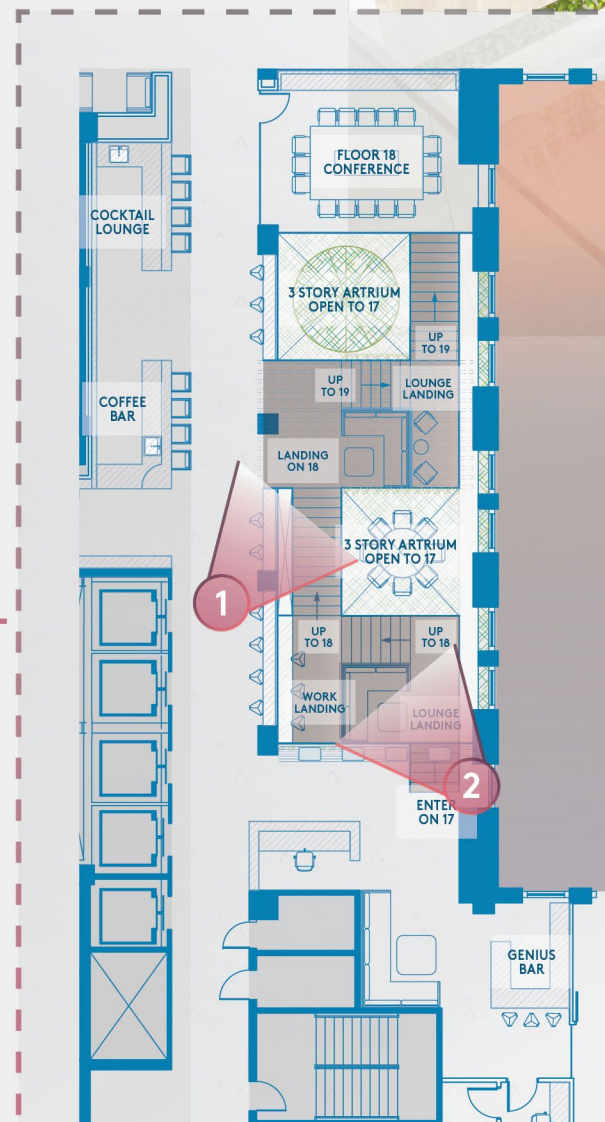 FLOOR 18
CONFERENCE
COCKTAIL
LOUNGE
3 STORY ARTRIUM
OPEN TO 17
UP
TO 19
UP
TO 19
LOUNGE
LANDING
COFFEE
BAR
LANDING
ON 18
3 STORY ARTRIUM
OPEN TO 17
1
UP
TO 18
UP
TO 18
WORK
LANDING
LOUNGE
LANDING
2
ENTER
ON 17
GENIUS
BAR